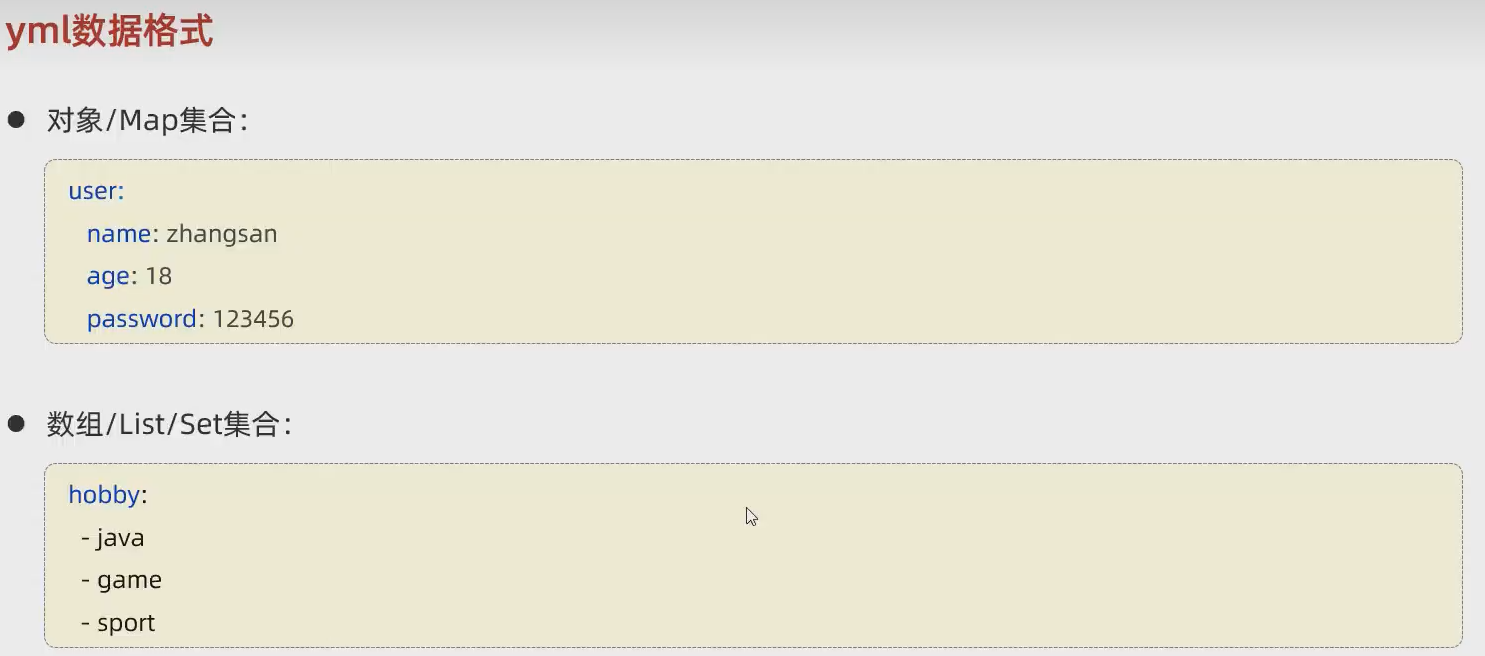 yml数据格式
● 对象/Map集合：
user:
name: zhangsan
age: 18
password: 123456
● 数组/List/Set集合：
hobby:
- java
- game
- sport